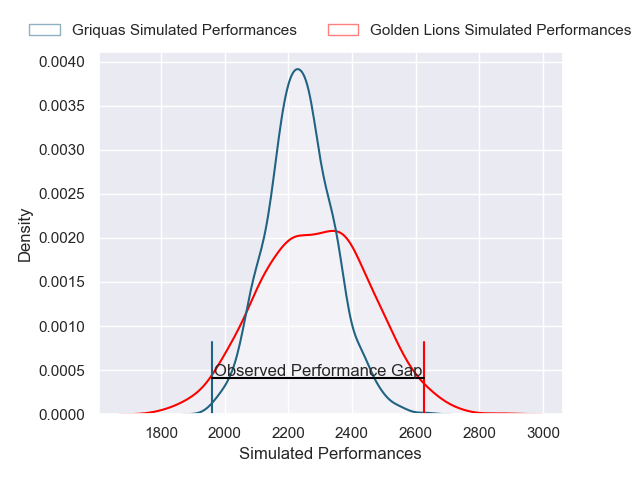 Griquas Simulated Performances
Golden Lions Simulated Performances
0.0040
0.0035
0.0030
0.0025
0.0020
0.0015
0.0010
0.0005
0.0000
Density
Observed Performance Gap
1800 2000 2200 2400 2600 2800 3000
Simulated Performances